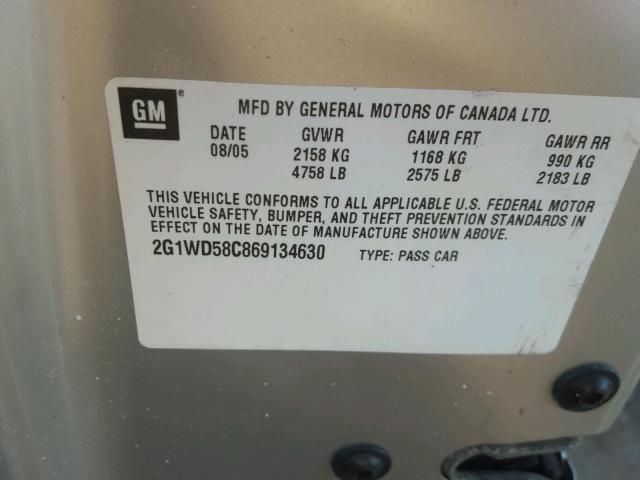 GM ® MFD BY GENERAL MOTORS OF CANADA LTD.
DATE GVWR GAWR FRT GAWR RR
08/05 2158 KG 1168 KG 990 KG
4758 LB 2575 LB 2183 LB
THIS VEHICLE CONFORMS TO ALL APPLICABLE U.S. FEDERAL MOTOR
VEHICLE SAFETY, BUMPER, AND THEFT PREVENTION STANDARDS IN
EFFECT ON THE DATE OF MANUFACTURE SHOWN ABOVE.
2G1WD58C869134630 TYPE: PASS CAR